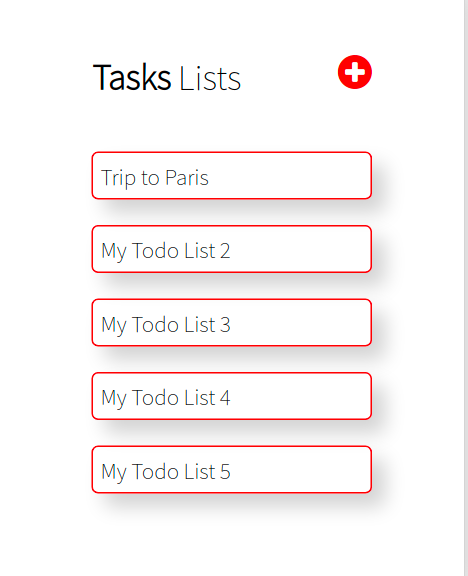 Tasks Lists
Trip to Paris
My Todo List 2
My Todo List 3
My Todo List 4
My Todo List 5